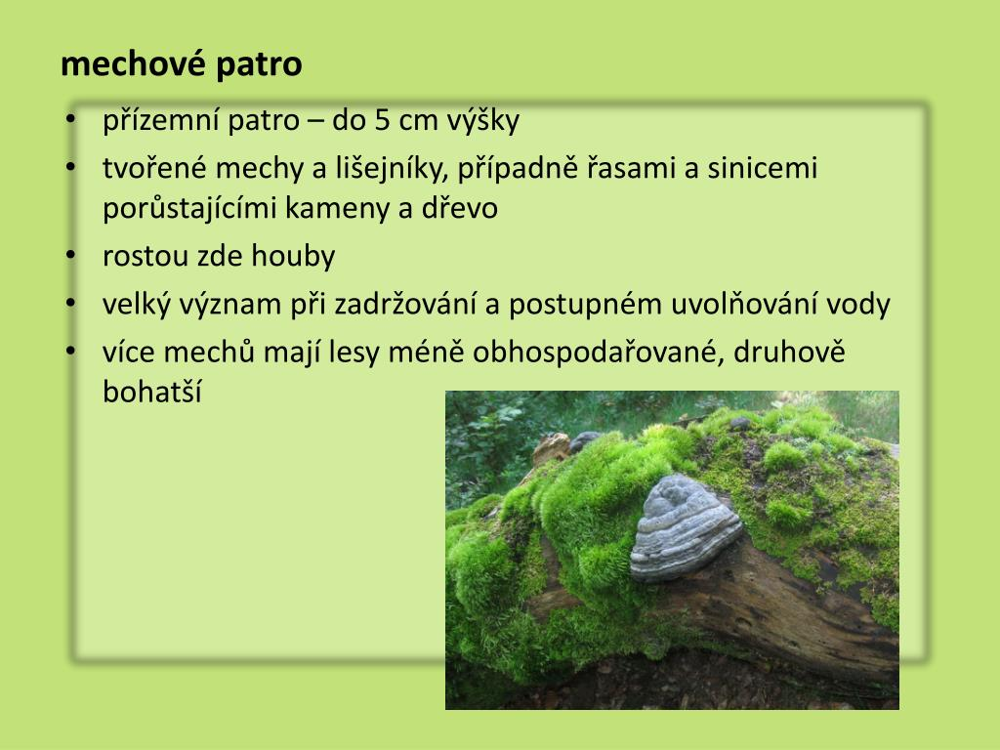 mechové patro
• přízemní patro – do 5 cm výšky
• tvořené mechy a lišejníky, případně řasami a sinicemi
porůstajícími kameny a dřevo
• rostou zde houby
• velký význam při zadržování a postupném uvolňování vody
• více mechů mají lesy méně obhospodařované, druhově
bohatší